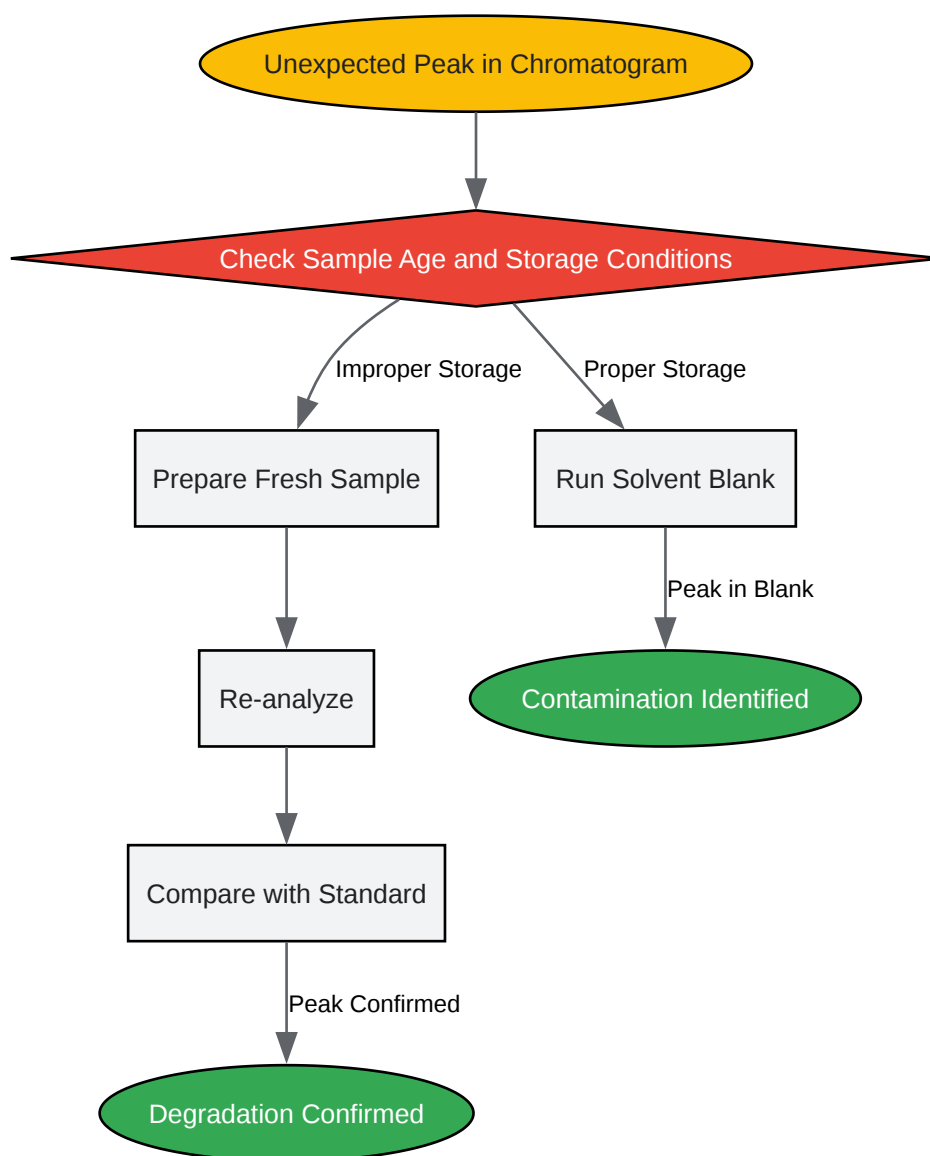 Unexpected Peak in Chromatogram
Check Sample Age and Storage Conditions
Improper Storage
Proper Storage
Prepare Fresh Sample
Run Solvent Blank
Peak in Blank
Re-analyze
Contamination Identified
Compare with Standard
Peak Confirmed
Degradation Confirmed